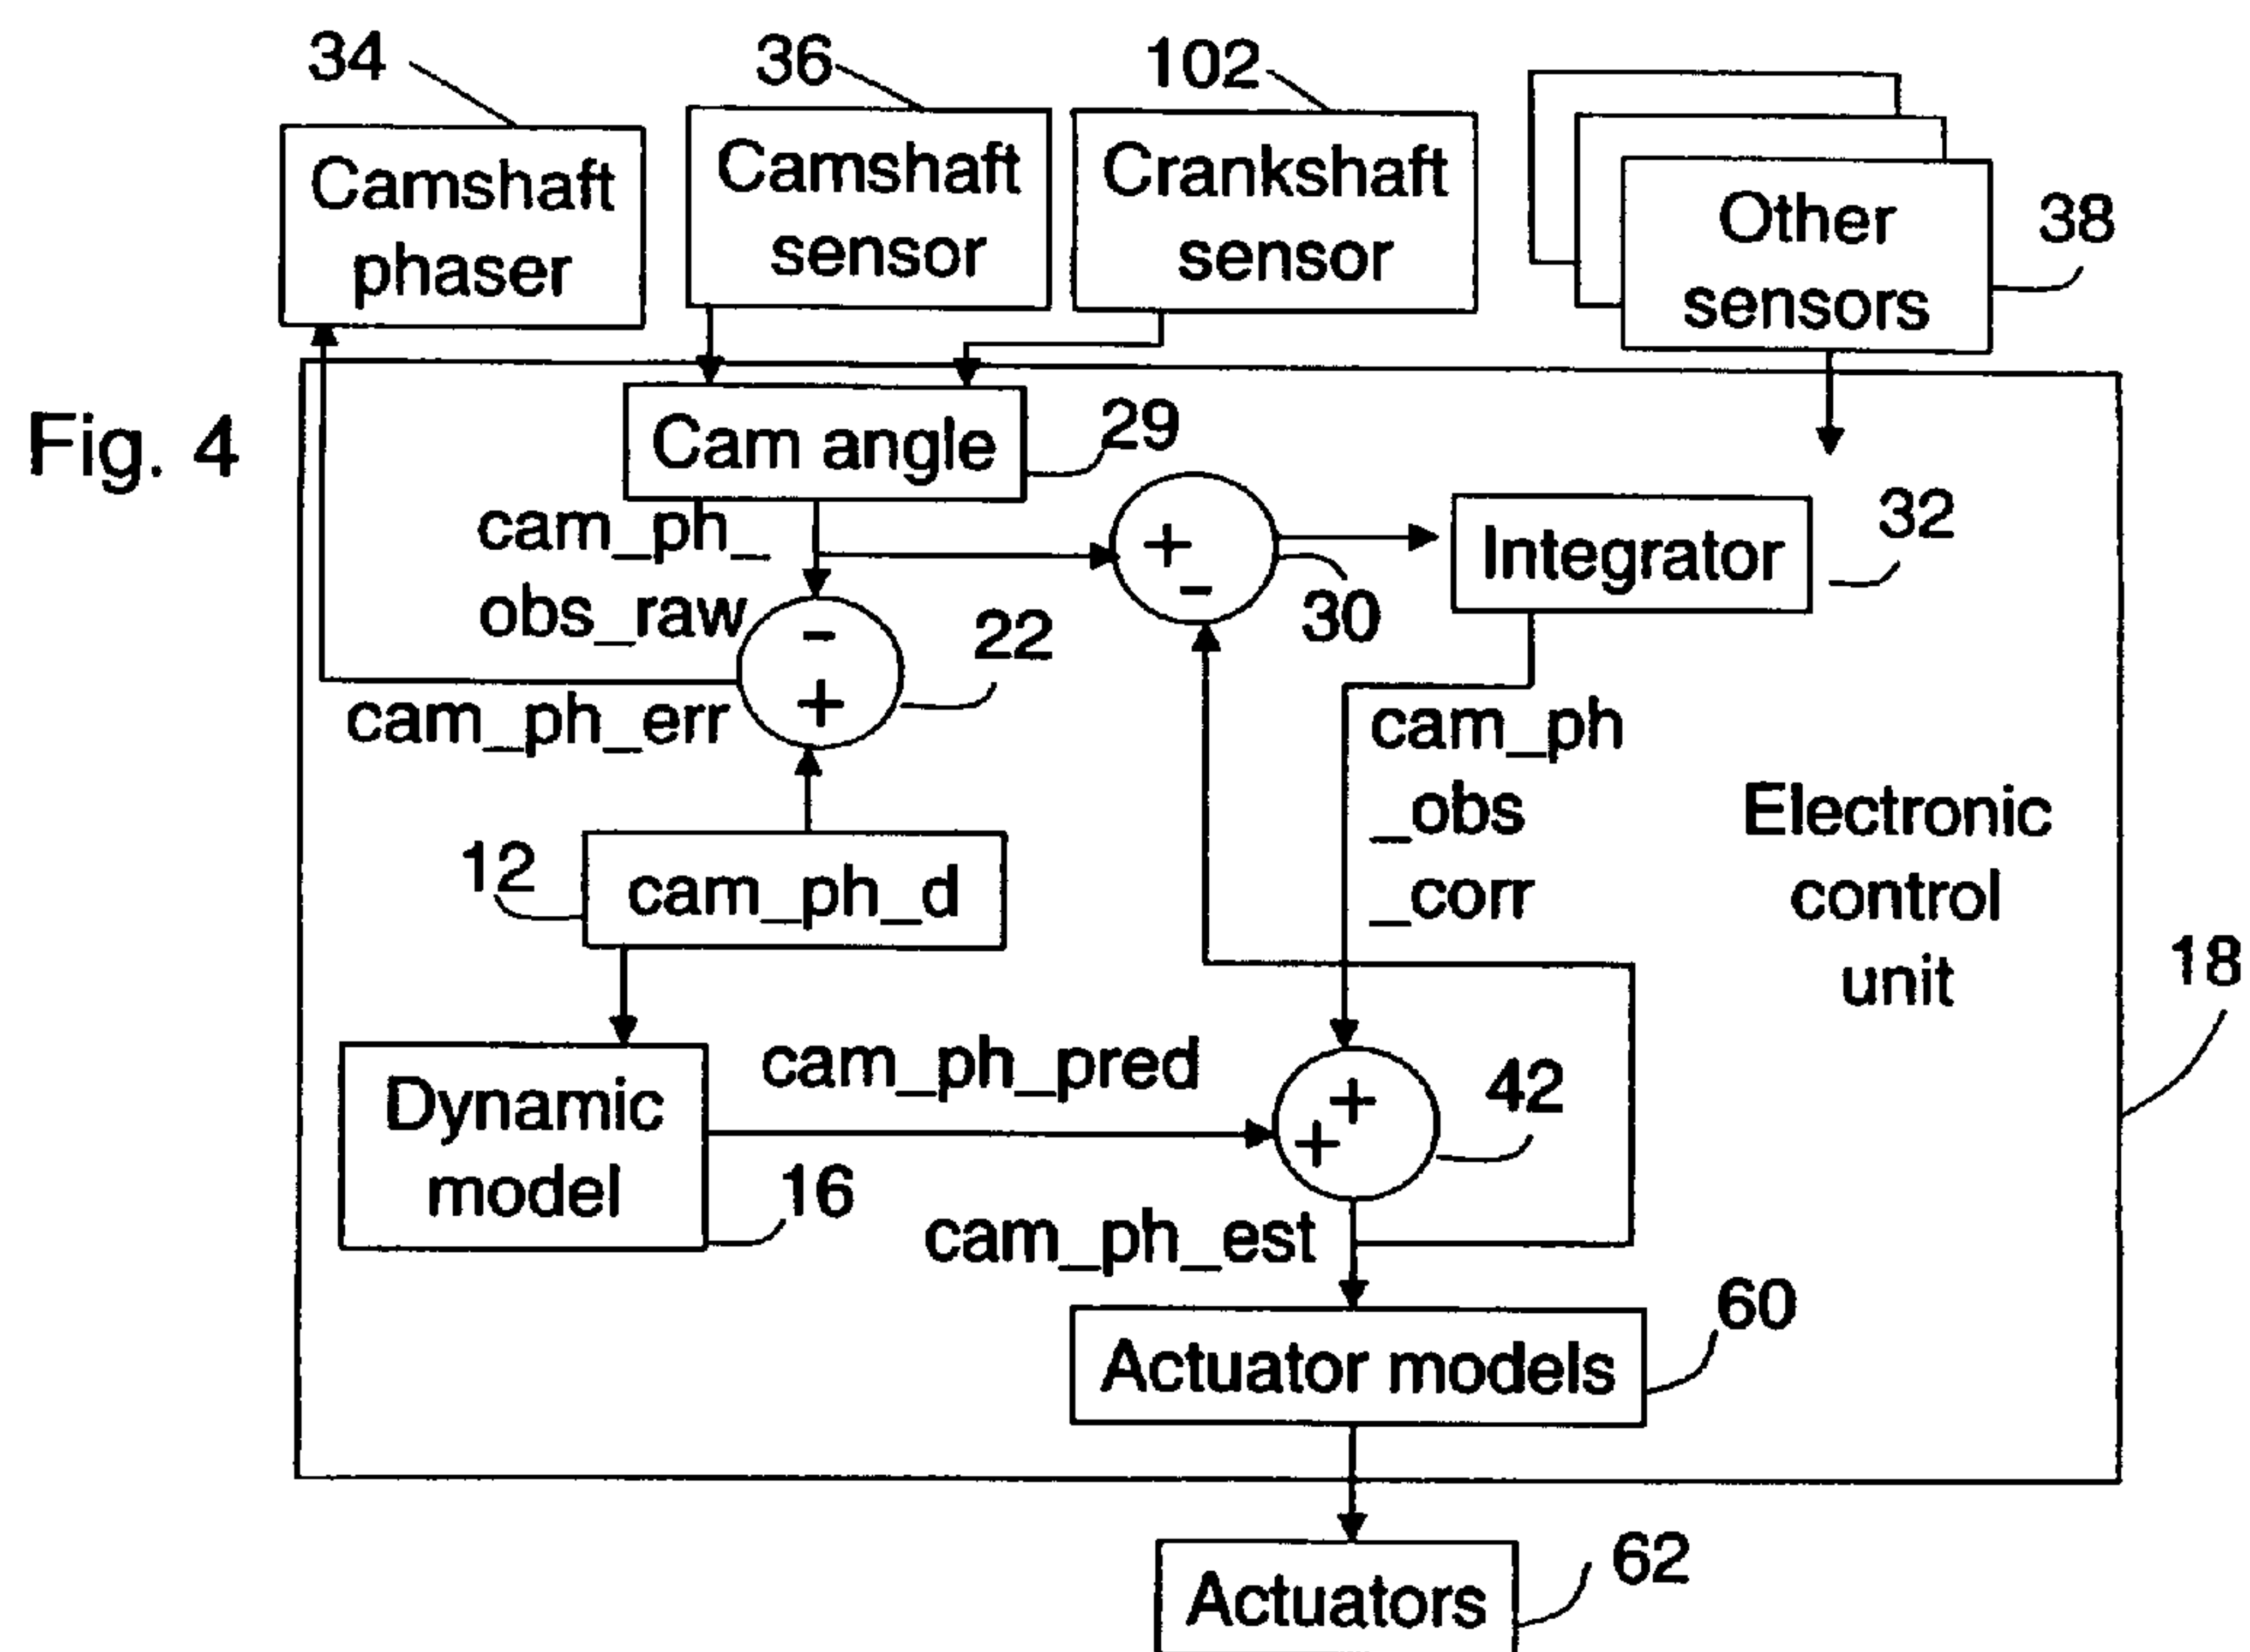 34
36
102
Camshaft
phaser
Camshaft
sensor
Crankshaft
sensor
Other
sensors
38
Fig. 4
Cam angle
29
cam_ph_
obs_raw
+
-
30
Integrator
32
-
+
22
cam_ph_err
cam_ph
_obs
_corr
Electronic
control
unit
18
12
cam_ph_d
Dynamic
model
16
cam_ph_pred
+
+
42
cam_ph_est
Actuator models
60
Actuators
62